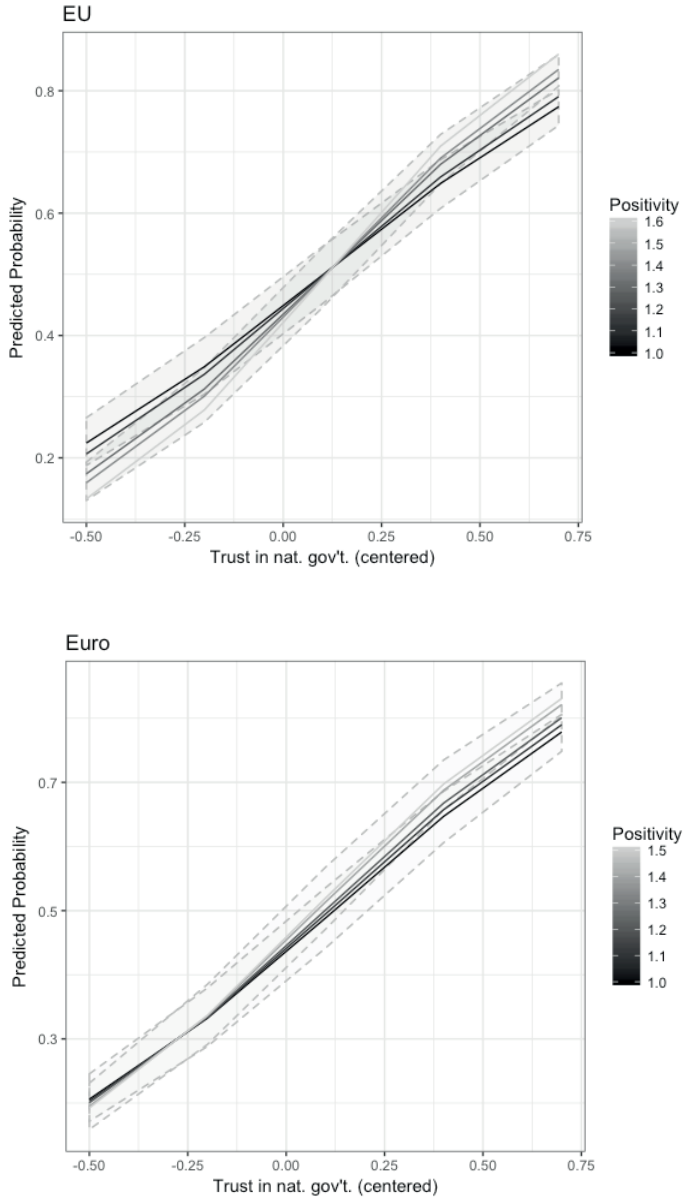 EU
Predicted Probability
0.8
0.6
0.4
0.2
-0.50 -0.25 0.00 0.25 0.50 0.75
Trust in nat. gov't. (centered)
Positivity
1.6
1.5
1.4
1.3
1.2
1.1
1.0
Euro
Predicted Probability
0.7
0.5
0.3
-0.50 -0.25 0.00 0.25 0.50 0.75
Trust in nat. gov't. (centered)
Positivity
1.5
1.4
1.3
1.2
1.1
1.0